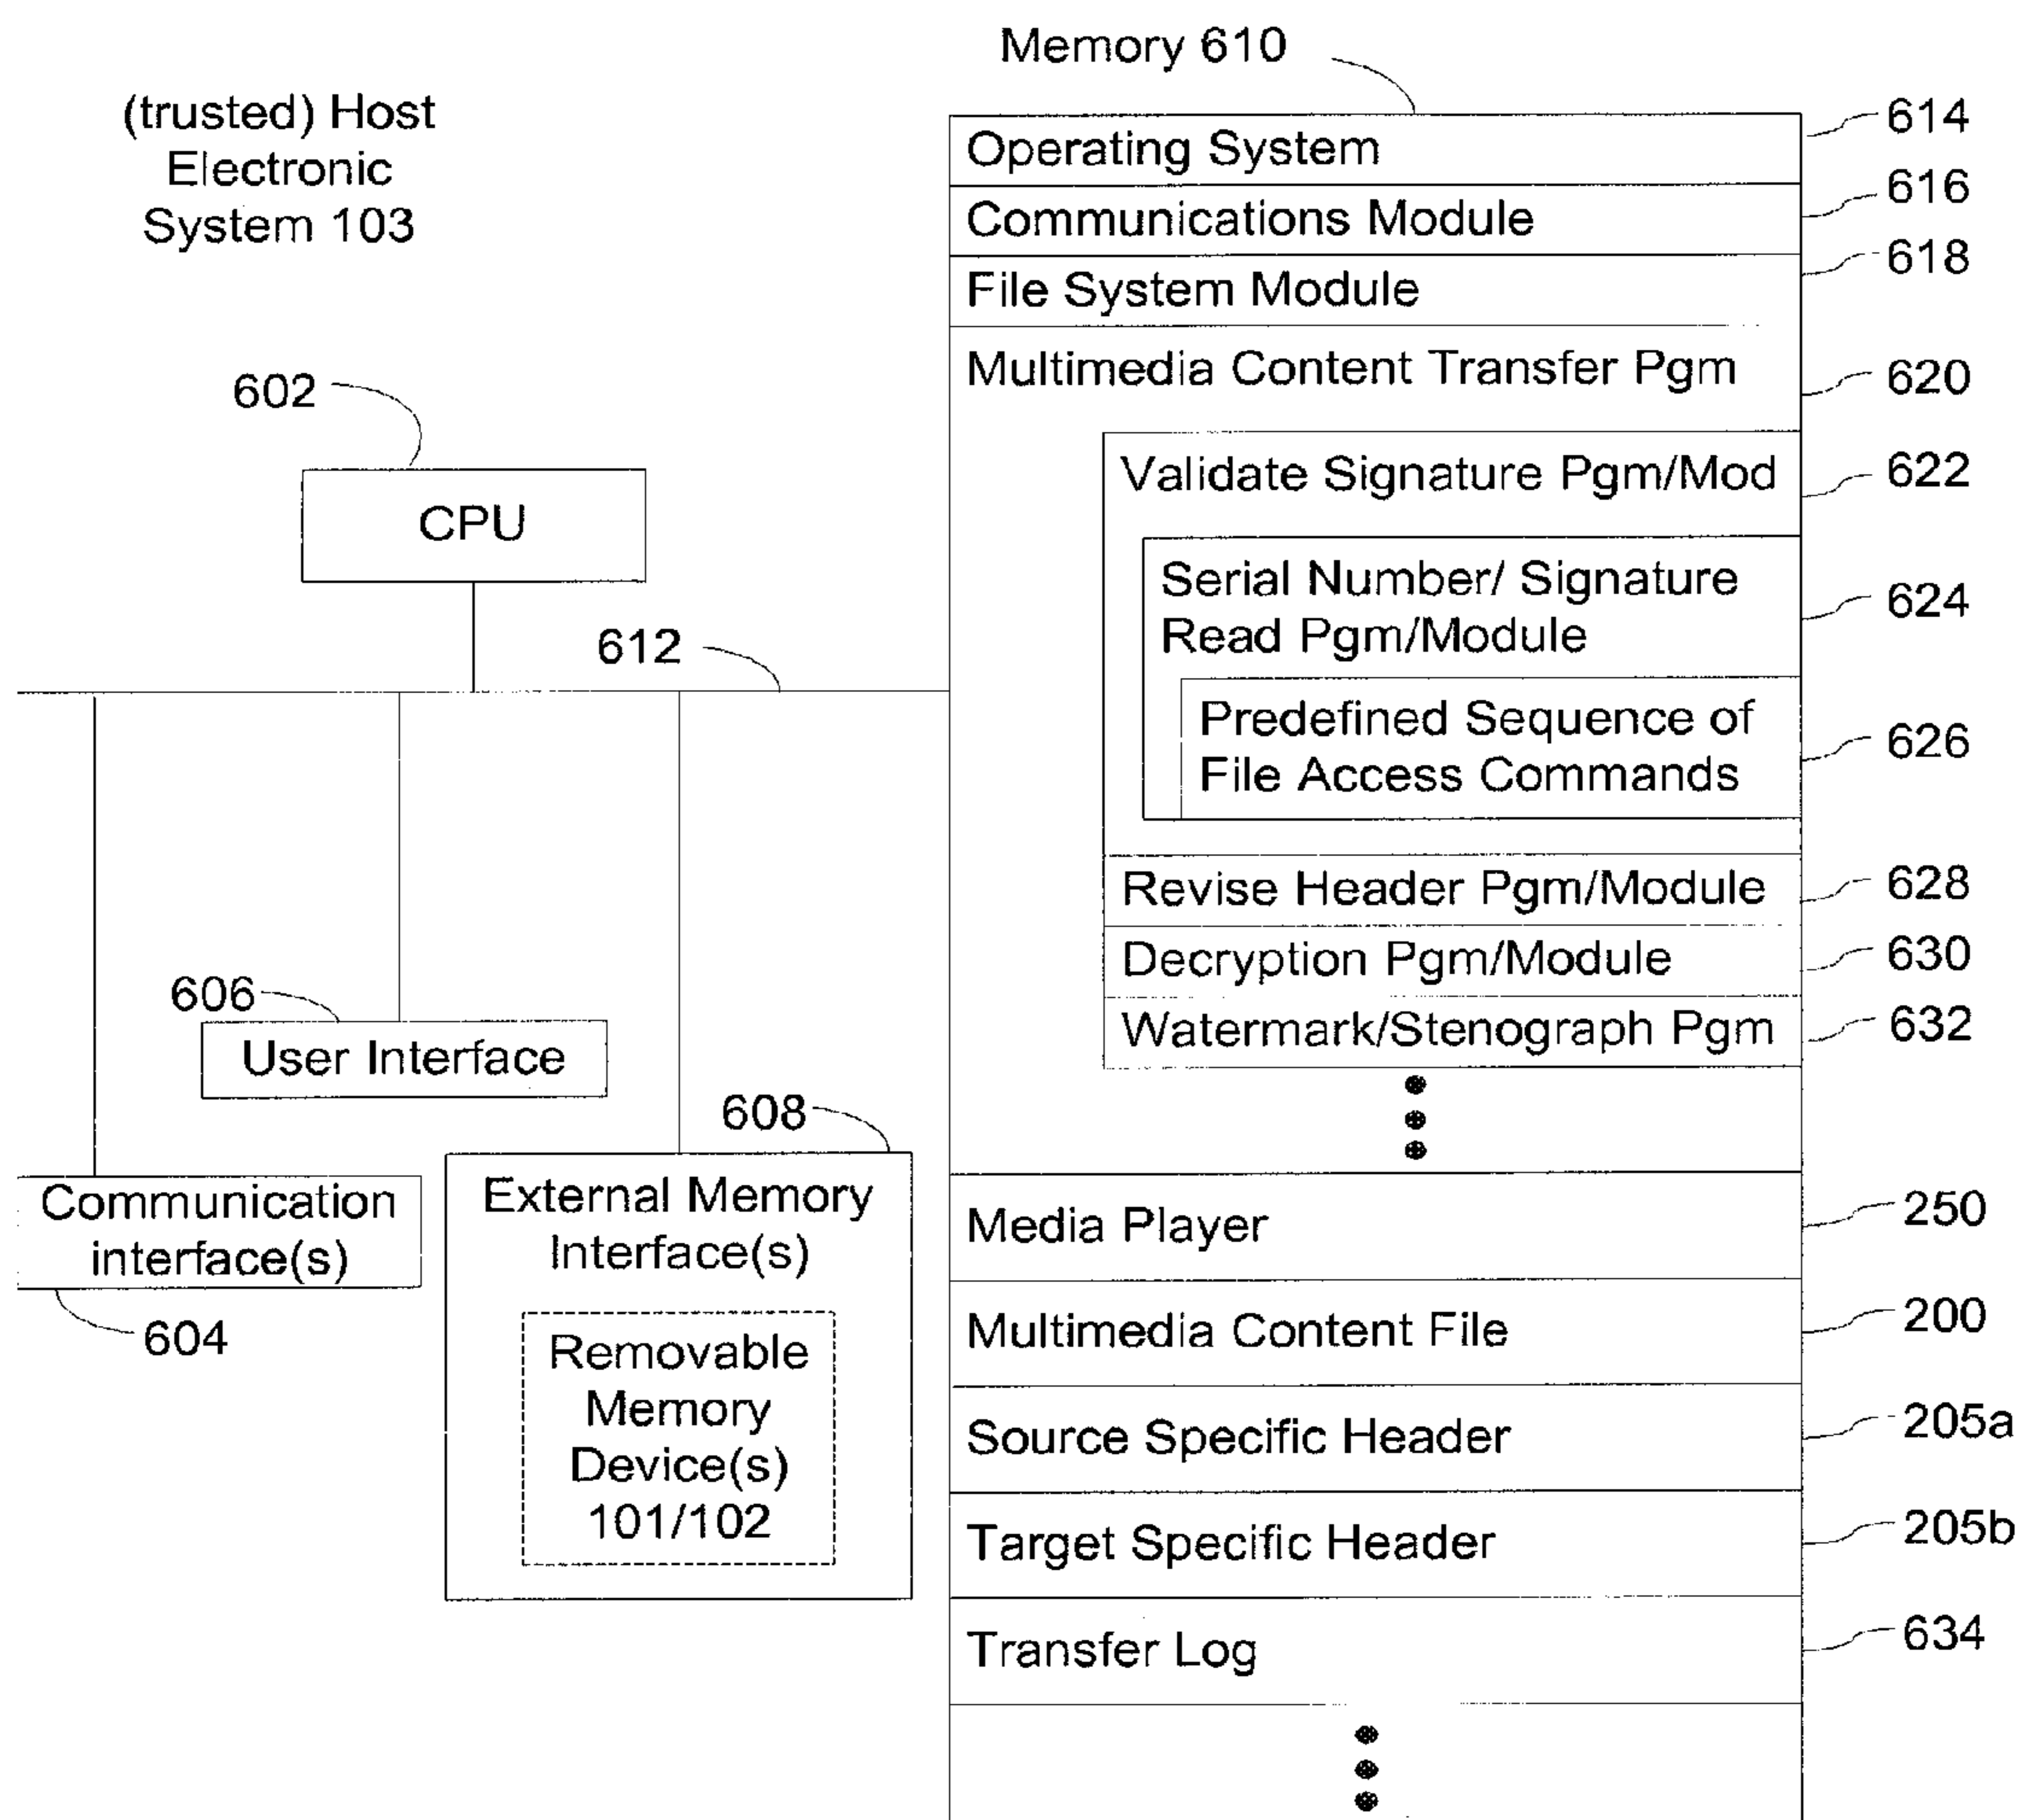 Memory 610
(trusted) Host
Electronic
System 103
602
CPU
612
606
User Interface
608
Communication
interface(s)
604
External Memory
Interface(s)
Removable
Memory
Device(s)
101/102
Operating System
614
Communications Module
616
File System Module
618
Multimedia Content Transfer Pgm
620
Validate Signature Pgm/Mod
622
Serial Number/ Signature
Read Pgm/Module
624
Predefined Sequence of
File Access Commands
626
Revise Header Pgm/Module
628
Decryption Pgm/Module
630
Watermark/Stenograph Pgm
632
Media Player
250
Multimedia Content File
200
Source Specific Header
205a
Target Specific Header
205b
Transfer Log
634